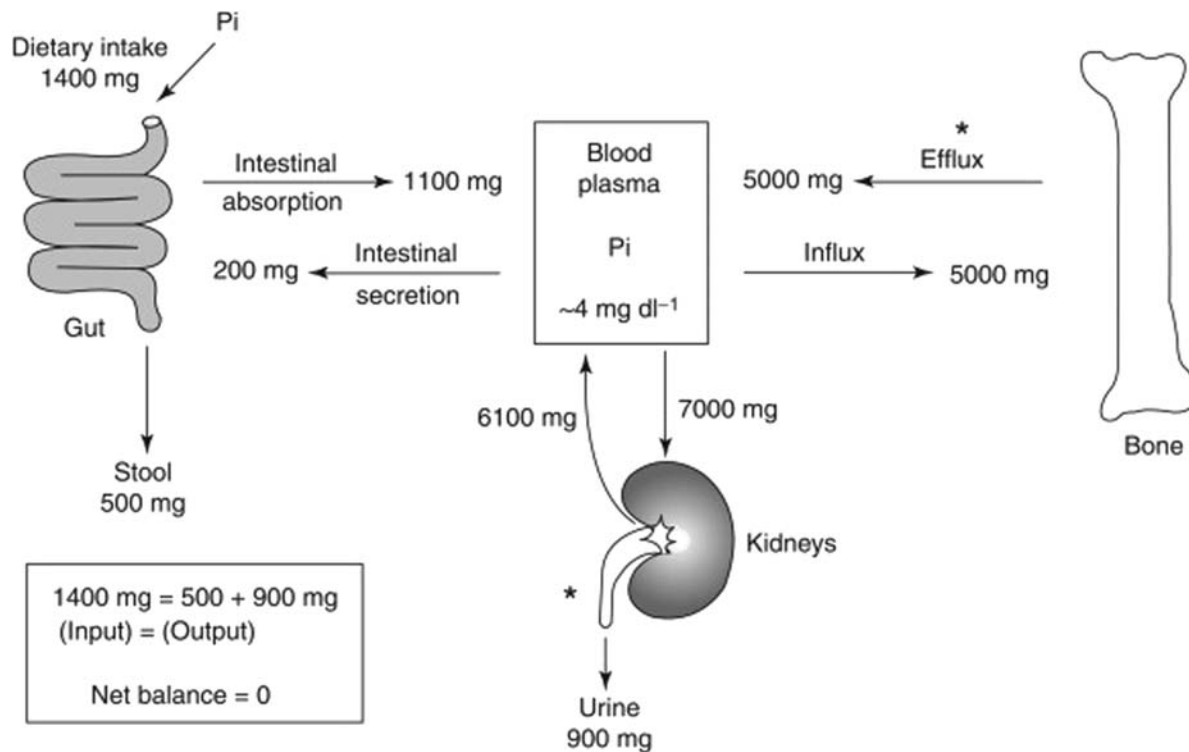 Pi
Dietary intake
1400 mg
Intestinal
absorption
1100 mg
200 mg
Intestinal
secretion
Gut
Stool
500 mg
Blood
plasma
Pi
~4 mg dl⁻¹
5000 mg
*
Efflux
Influx
5000 mg
Bone
6100 mg
7000 mg
Kidneys
*
Urine
900 mg
1400 mg = 500 + 900 mg
(Input) = (Output)
Net balance = 0